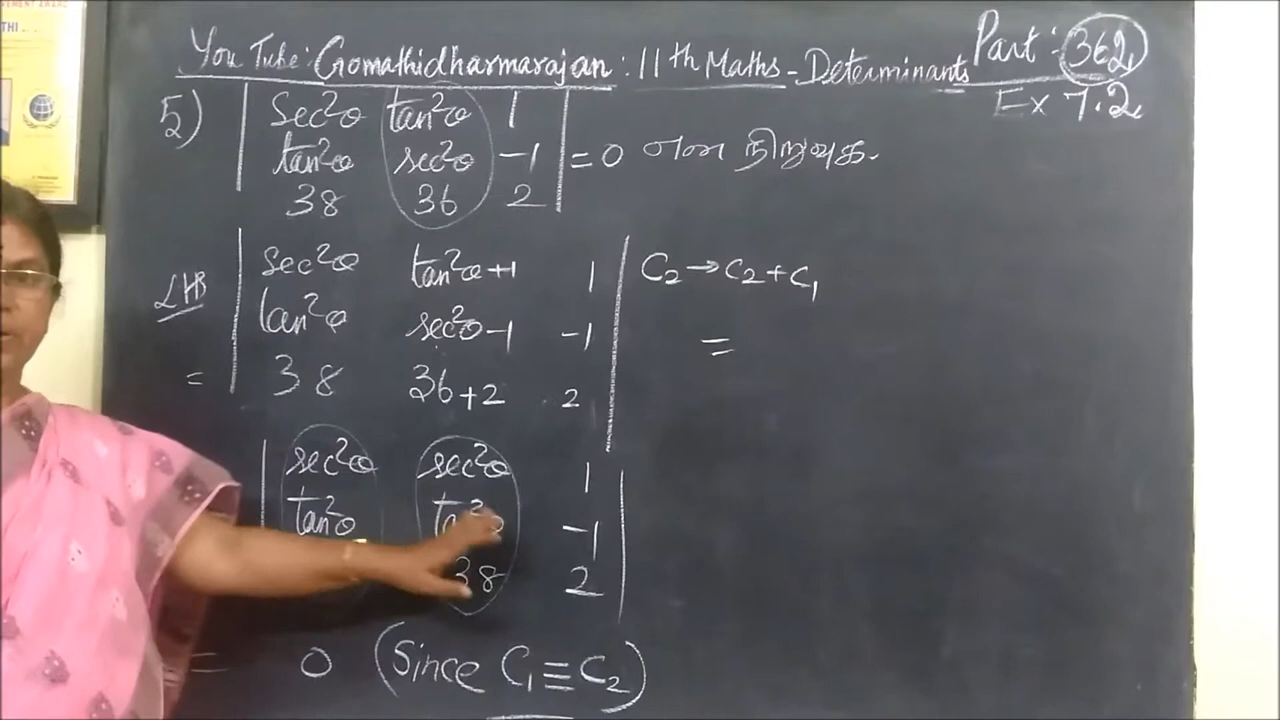 You Tube: Gomathidharmarajan: 11th Maths - Determinants
Part: 362
Ex 7.2
5) | sec²θ tan²θ 1 |
| tan²θ sec²θ -1 | = 0 என நிறுவுக.
| 38 36 2 |
LHS
| sec²θ tan²θ+1 1 | C₂→C₂+C₁
| tan²θ sec²θ-1 -1 | =
= | 38 36+2 2 |
| sec²θ sec²θ 1 |
| tan²θ tan²θ -1 |
38 2 |
= 0 (Since C₁≡C₂)